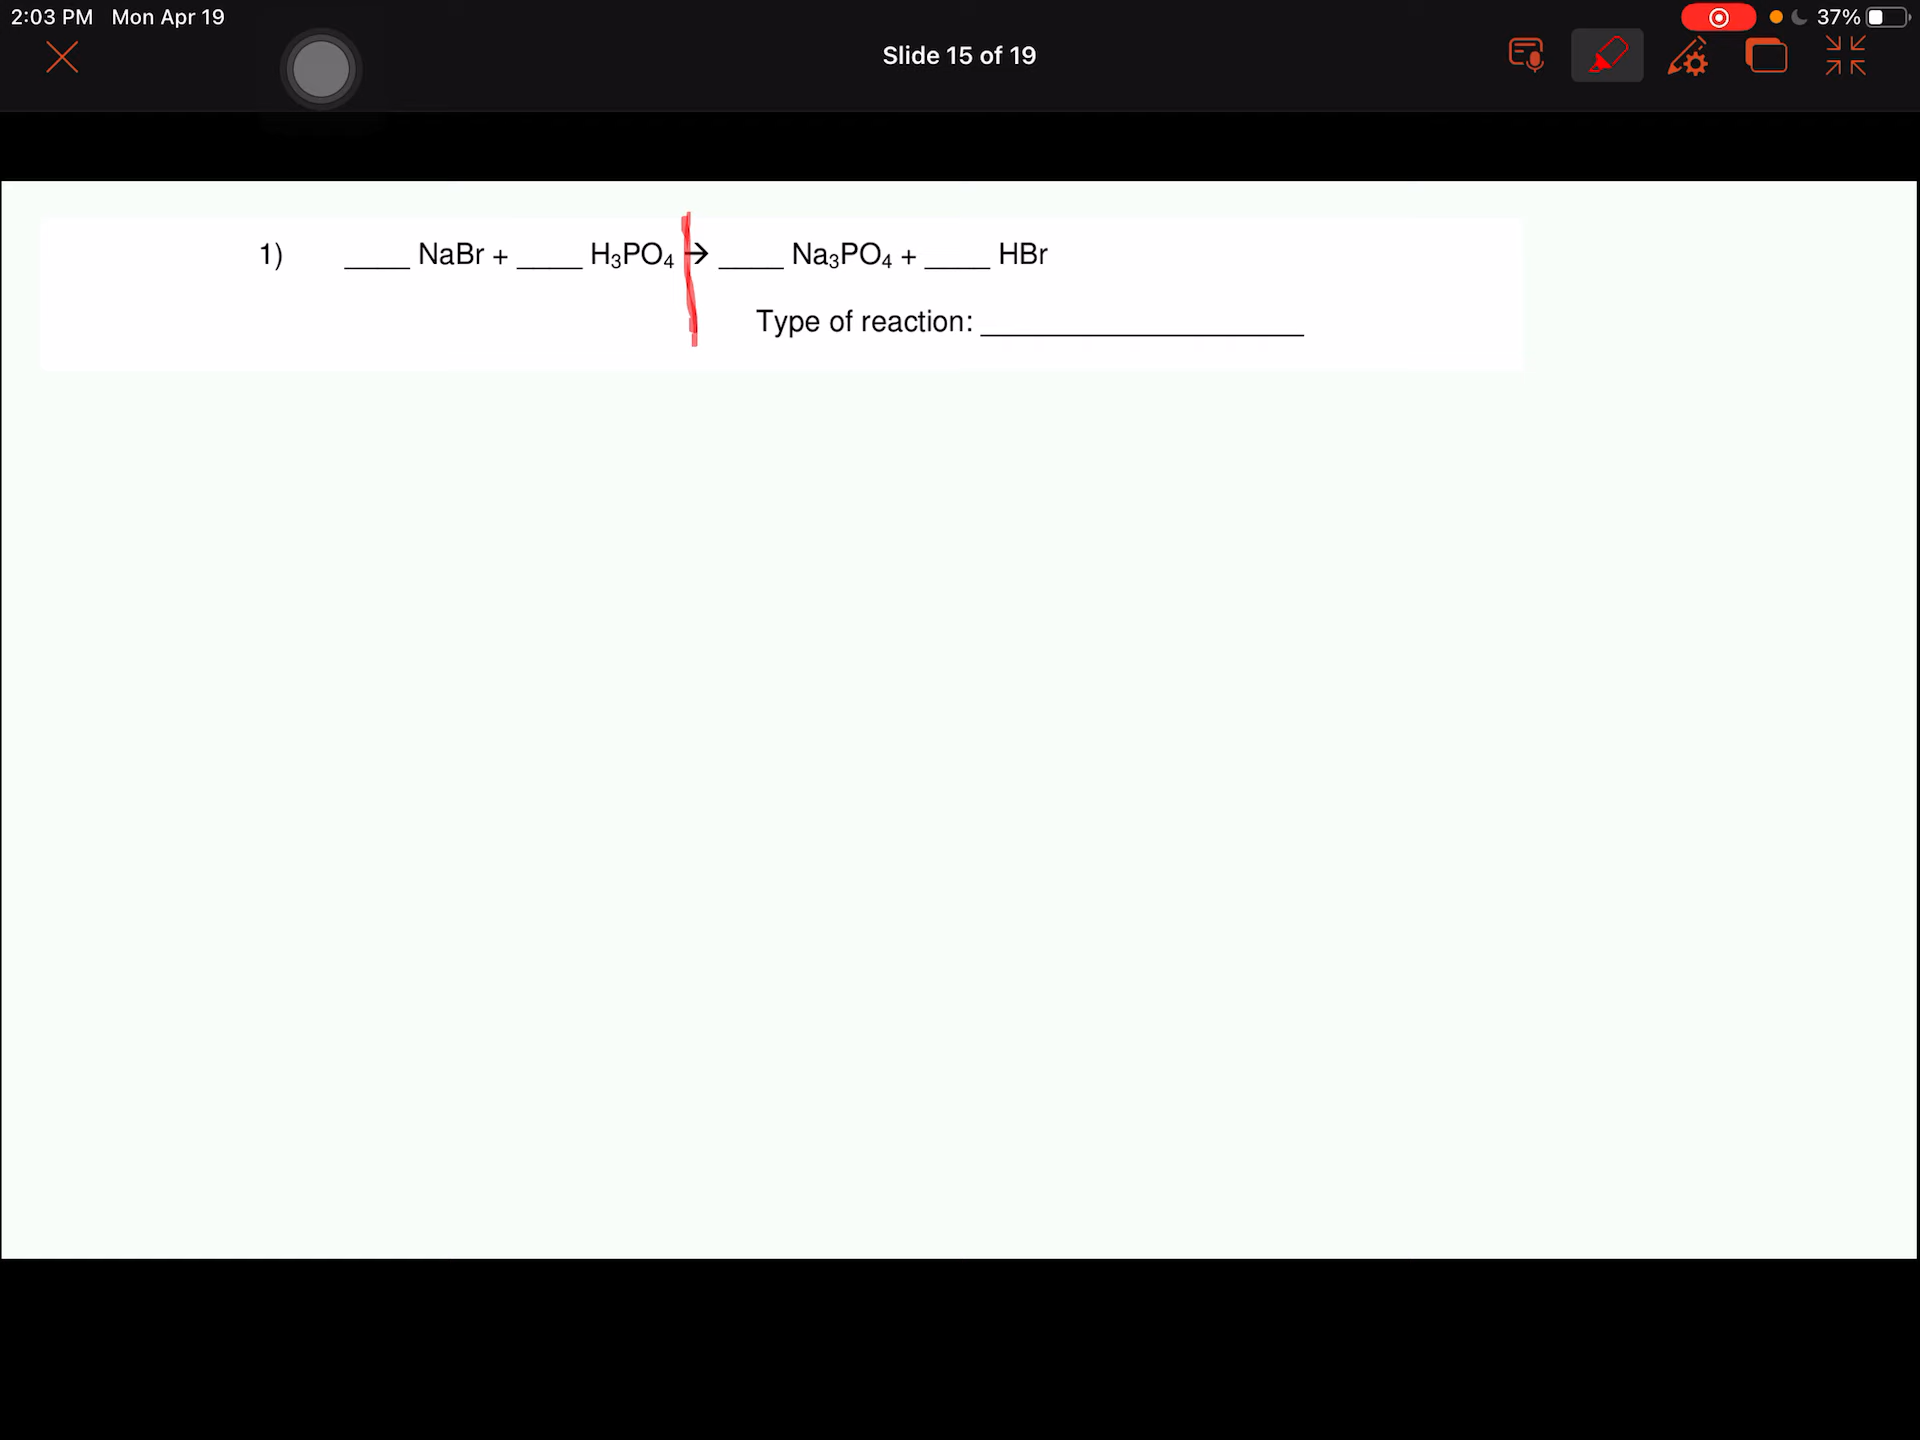 2:03 PM Mon Apr 19
37%
Slide 15 of 19
1) ____ NaBr + ____ H₃PO₄ → ____ Na₃PO₄ + ____ HBr
Type of reaction: ____________________